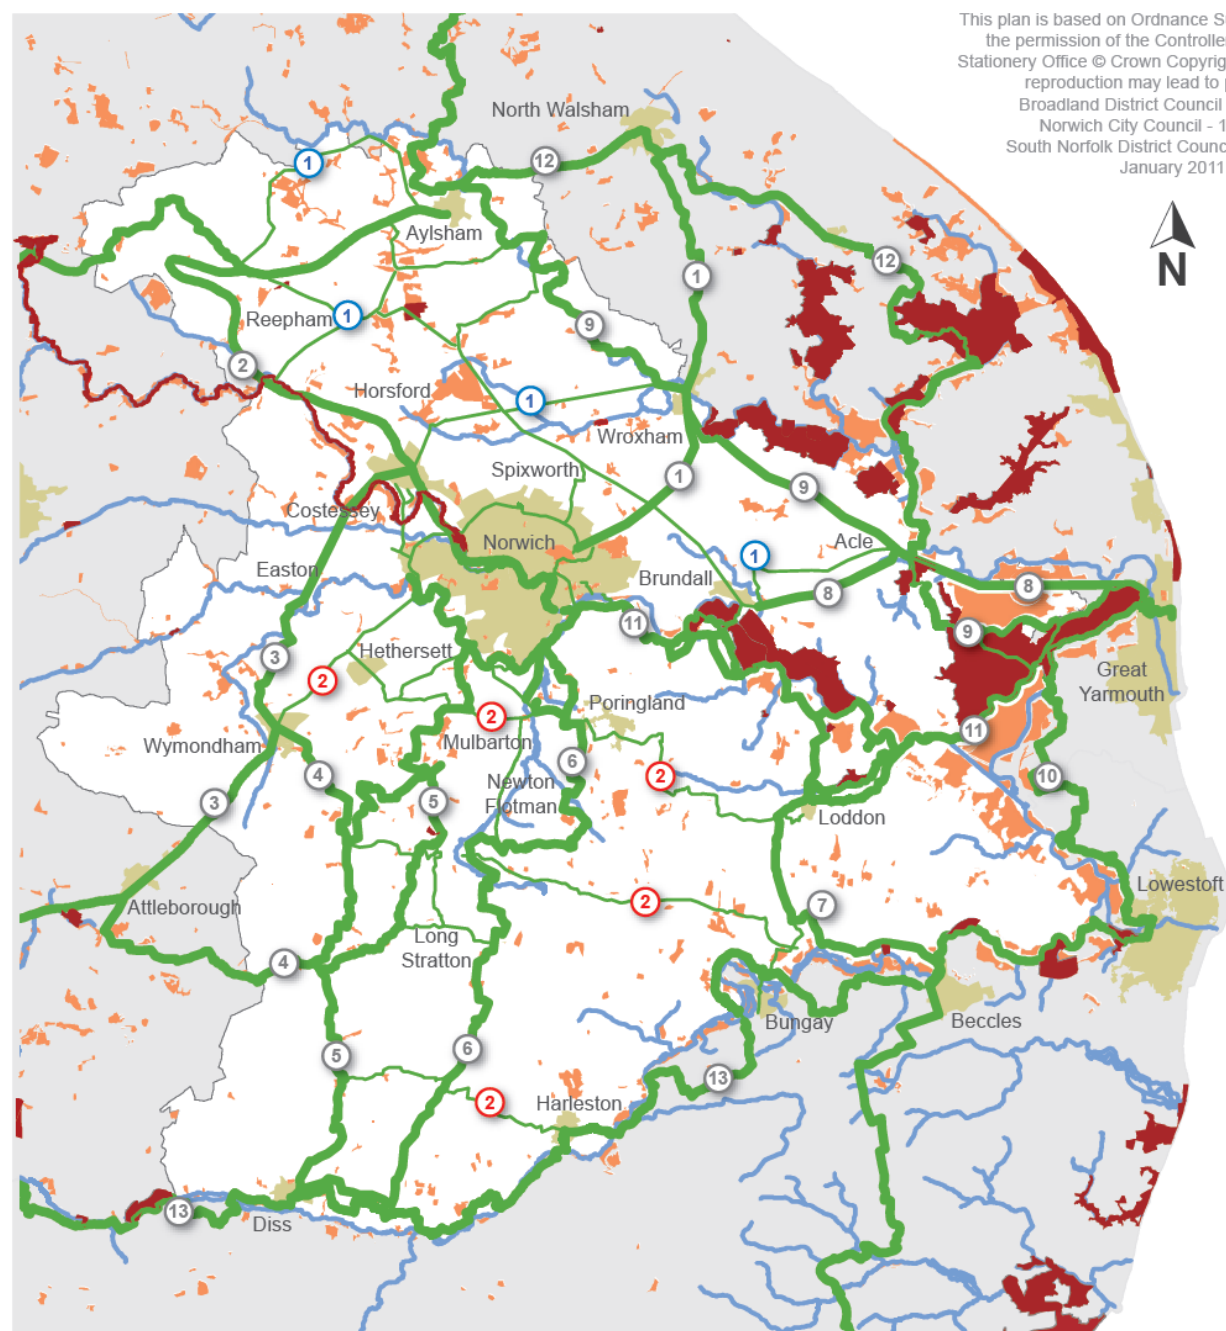 This plan is based on Ordnance S
the permission of the Controlle
Stationery Office © Crown Copyrig
reproduction may lead to p
Broadland District Council
Norwich City Council - 1
South Norfolk District Counc
January 2011
N
North Walsham
1
12
Aylsham
12
1
Reepham
1
9
2
Horsford
1
Wroxham
Spixworth
1
9
Costessey
Norwich
Acle
1
Easton
Brundall
8
8
11
9
3
Hethersett
2
Great
Yarmouth
Poringland
2
Mulbarton
11
Wymondham
4
6
2
10
Newton
Flotman
3
5
Loddon
Lowestoft
Attleborough
2
7
Long
Stratton
4
Bungay
Beccles
5
6
13
2
Harleston
13
Diss